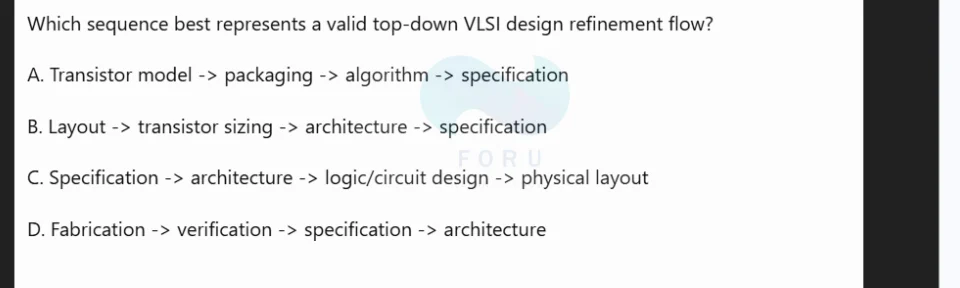 Which sequence best represents a valid top-down VLSI design refinement flow?
A. Transistor model -> packaging -> algorithm -> specification
B. Layout -> transistor sizing -> architecture -> specification
FORU
C. Specification -> architecture -> logic/circuit design -> physical layout
D. Fabrication -> verification -> specification -> architecture